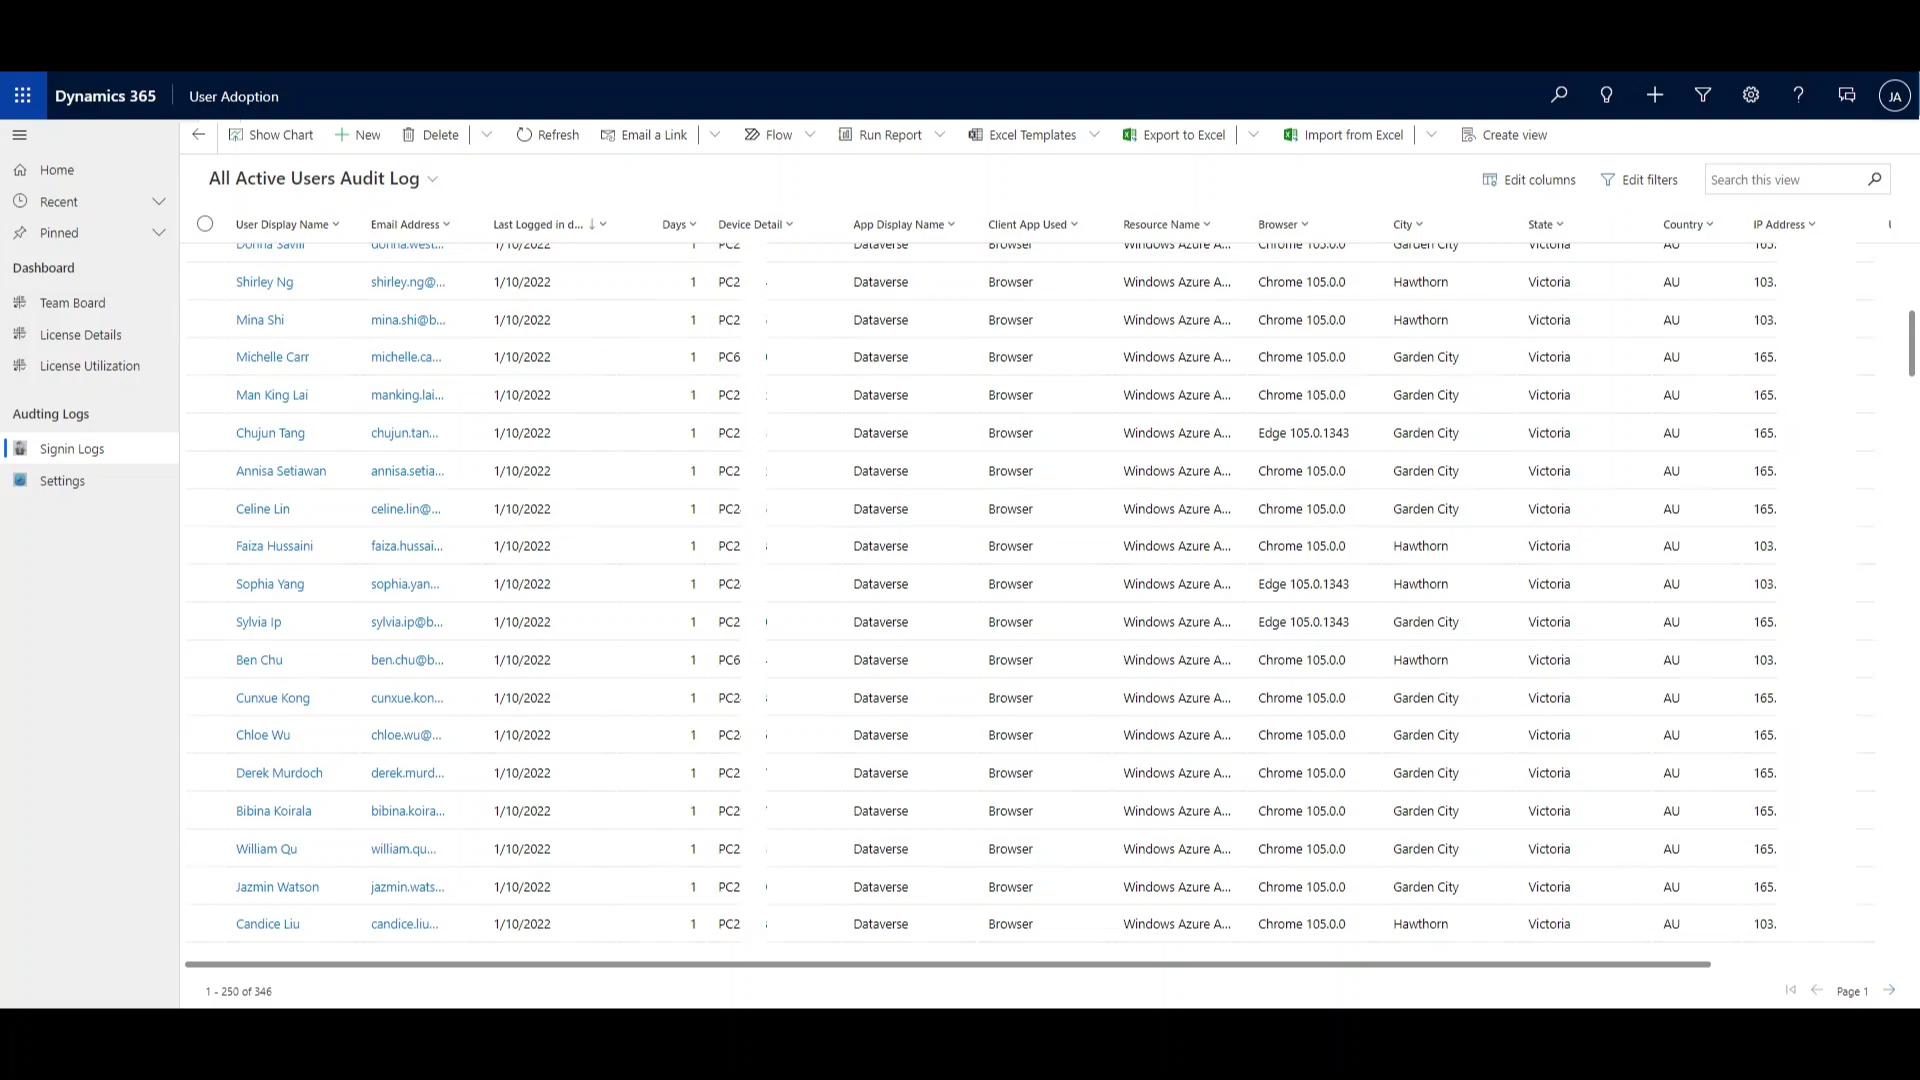 Dynamics 365 User Adoption JA
Show Chart New Delete Refresh Email a Link Flow Run Report Excel Templates Export to Excel Import from Excel Create view
Home
Recent
Pinned
Dashboard
Team Board
License Details
License Utilization
Audting Logs
Signin Logs
Settings
All Active Users Audit Log Edit columns Edit filters Search this view
User Display Name Email Address Last Logged in d... Days Device Detail App Display Name Client App Used Resource Name Browser City State Country IP Address
Donna Savill donna.west... 1/10/2022 1 PC2 Dataverse Browser Windows Azure A... Chrome 105.0.0 Garden City Victoria AU 165.
Shirley Ng shirley.ng@... 1/10/2022 1 PC2 Dataverse Browser Windows Azure A... Chrome 105.0.0 Hawthorn Victoria AU 103.
Mina Shi mina.shi@b... 1/10/2022 1 PC2 Dataverse Browser Windows Azure A... Chrome 105.0.0 Hawthorn Victoria AU 103.
Michelle Carr michelle.ca... 1/10/2022 1 PC6 Dataverse Browser Windows Azure A... Chrome 105.0.0 Garden City Victoria AU 165.
Man King Lai manking.lai... 1/10/2022 1 PC2 Dataverse Browser Windows Azure A... Chrome 105.0.0 Garden City Victoria AU 165.
Chujun Tang chujun.tan... 1/10/2022 1 PC2 Dataverse Browser Windows Azure A... Edge 105.0.1343 Garden City Victoria AU 165.
Annisa Setiawan annisa.setia... 1/10/2022 1 PC2 Dataverse Browser Windows Azure A... Chrome 105.0.0 Garden City Victoria AU 165.
Celine Lin celine.lin@... 1/10/2022 1 PC2 Dataverse Browser Windows Azure A... Chrome 105.0.0 Garden City Victoria AU 165.
Faiza Hussaini faiza.hussai... 1/10/2022 1 PC2 Dataverse Browser Windows Azure A... Chrome 105.0.0 Hawthorn Victoria AU 103.
Sophia Yang sophia.yan... 1/10/2022 1 PC2 Dataverse Browser Windows Azure A... Edge 105.0.1343 Hawthorn Victoria AU 103.
Sylvia Ip sylvia.ip@b... 1/10/2022 1 PC2 Dataverse Browser Windows Azure A... Edge 105.0.1343 Garden City Victoria AU 165.
Ben Chu ben.chu@b... 1/10/2022 1 PC6 Dataverse Browser Windows Azure A... Chrome 105.0.0 Hawthorn Victoria AU 103.
Cunxue Kong cunxue.kon... 1/10/2022 1 PC2 Dataverse Browser Windows Azure A... Chrome 105.0.0 Garden City Victoria AU 165.
Chloe Wu chloe.wu@... 1/10/2022 1 PC2 Dataverse Browser Windows Azure A... Chrome 105.0.0 Garden City Victoria AU 165.
Derek Murdoch derek.murd... 1/10/2022 1 PC2 Dataverse Browser Windows Azure A... Chrome 105.0.0 Garden City Victoria AU 165.
Bibina Koirala bibina.koira... 1/10/2022 1 PC2 Dataverse Browser Windows Azure A... Chrome 105.0.0 Garden City Victoria AU 165.
William Qu william.qu... 1/10/2022 1 PC2 Dataverse Browser Windows Azure A... Chrome 105.0.0 Garden City Victoria AU 165.
Jazmin Watson jazmin.wats... 1/10/2022 1 PC2 Dataverse Browser Windows Azure A... Chrome 105.0.0 Garden City Victoria AU 165.
Candice Liu candice.liu... 1/10/2022 1 PC2 Dataverse Browser Windows Azure A... Chrome 105.0.0 Hawthorn Victoria AU 103.
1 - 250 of 346 Page 1